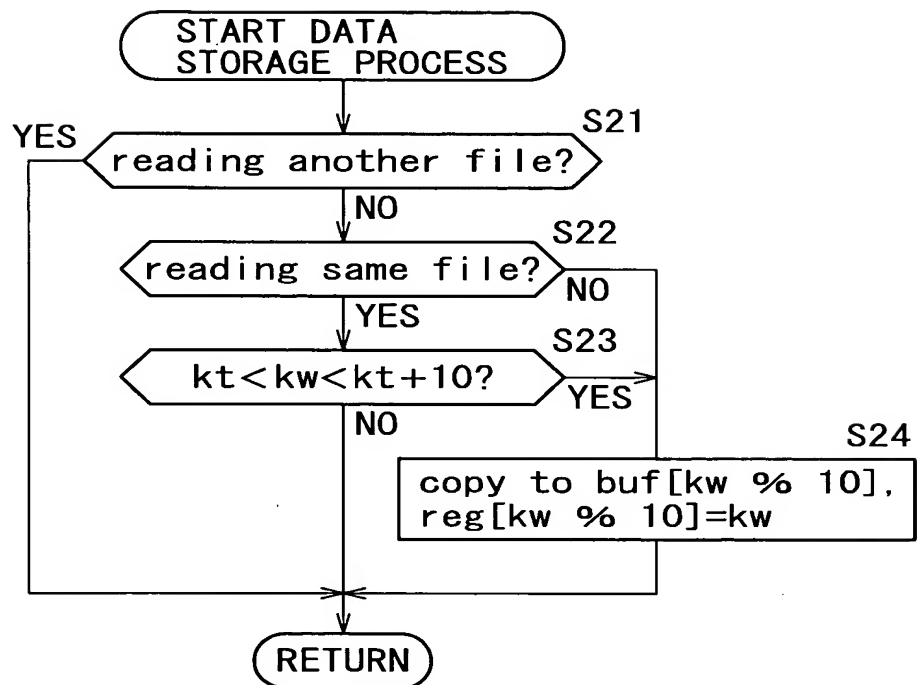 START DATA
STORAGE PROCESS
S21
YES
reading another file?
NO
S22
reading same file?
NO
YES
S23
kt<kw<kt+10?
YES
NO
S24
copy to buf[kw % 10],
reg[kw % 10]=kw
RETURN